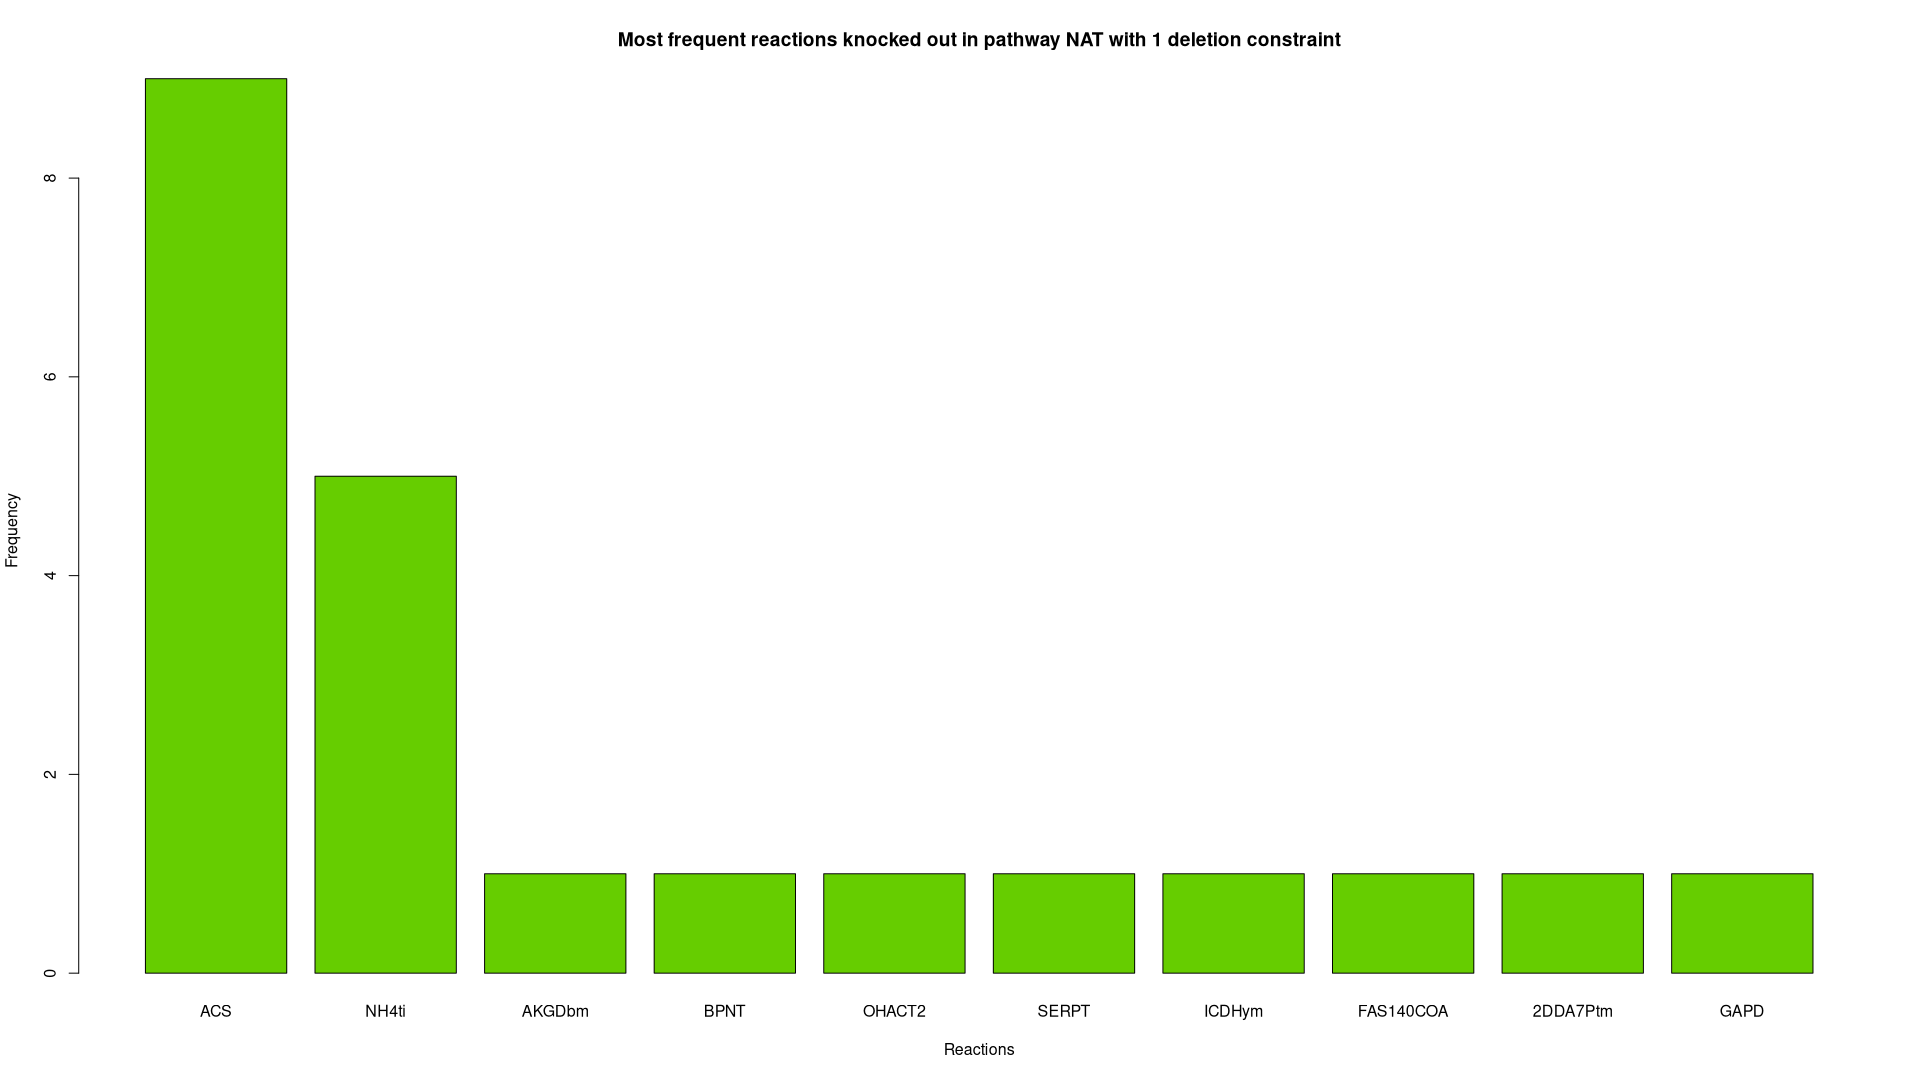 Most frequent reactions knocked out in pathway NAT with 1 deletion constraint
8
6
4
2
0
Frequency
ACS NH4ti AKGDbm BPNT OHACT2 SERPT ICDHym FAS140COA 2DDA7Ptm GAPD
Reactions